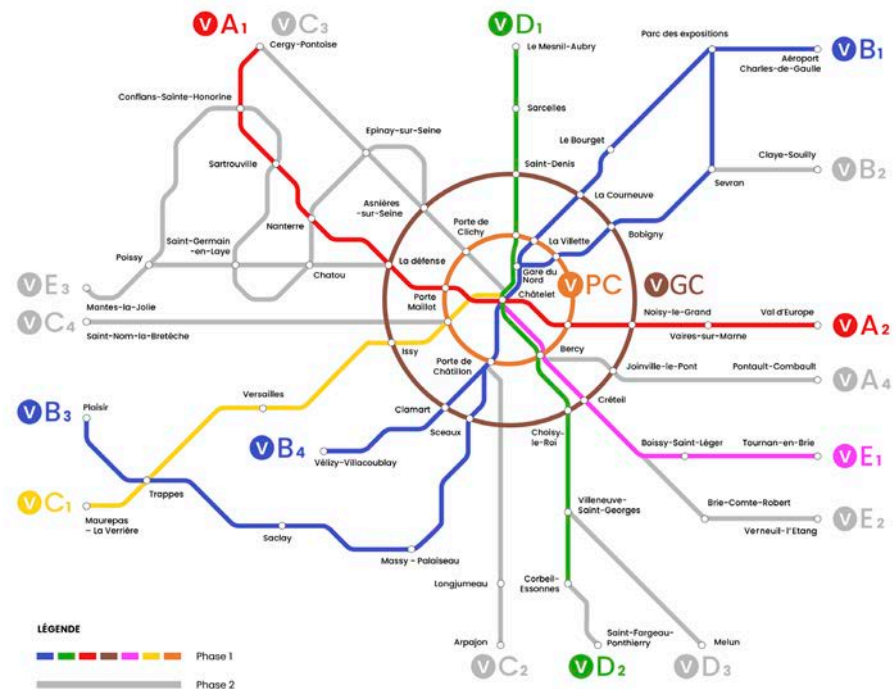 V A1
V C3
V D1
Cergy-Pontoise
Le Mesnil-Aubry
Parc des expositions
V B1
Aéroport
Charles-de-Gaulle
Conflans-Sainte-Honorine
Sarcelles
Epinay-sur-Seine
Le Bourget
Claye-Souilly
V B2
Sartrouville
Saint-Denis
Sevran
Asnières
-sur-Seine
La Courneuve
Nanterre
Porte de
Clichy
La Villette
Bobigny
Saint-Germain
-en-Laye
Poissy
Chatou
La défense
Gare du
Nord
V E3
Mantes-la-Jolie
Porte
Maillot
Châtelet
V PC
V GC
Noisy-le-Grand
Val d'Europe
V C4
Saint-Nom-la-Bretèche
Vaires-sur-Marne
V A2
Issy
Bercy
Porte de
Châtillon
Joinville-le-Pont
Pontault-Combault
V A4
Versailles
Plaisir
V B3
Clamart
Créteil
Sceaux
Choisy
-le-Roi
V B4
Vélizy-Villacoublay
Boissy-Saint-Léger
Tournan-en-Brie
V E1
Trappes
V C1
Maurepas
- La Verrière
Saclay
Villeneuve-
Saint-Georges
Brie-Comte-Robert
Verneuil-l'Etang
V E2
Massy - Palaiseau
Longjumeau
Corbeil-
Essonnes
LÉGENDE
Phase 1
Phase 2
Arpajon
V C2
Saint-Fargeau-
Ponthierry
V D2
Melun
V D3